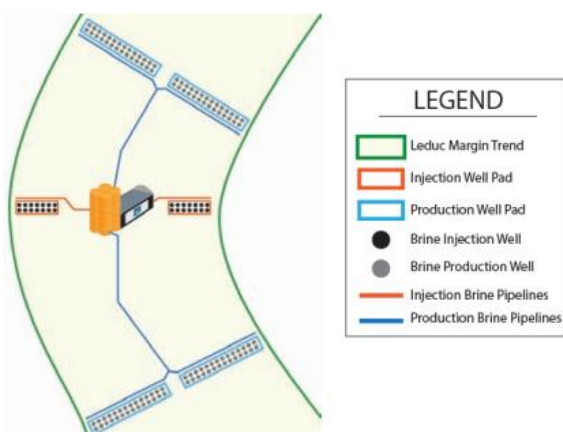 LEGEND
Leduc Margin Trend
Injection Well Pad
Production Well Pad
Brine Injection Well
Brine Production Well
Injection Brine Pipelines
Production Brine Pipelines